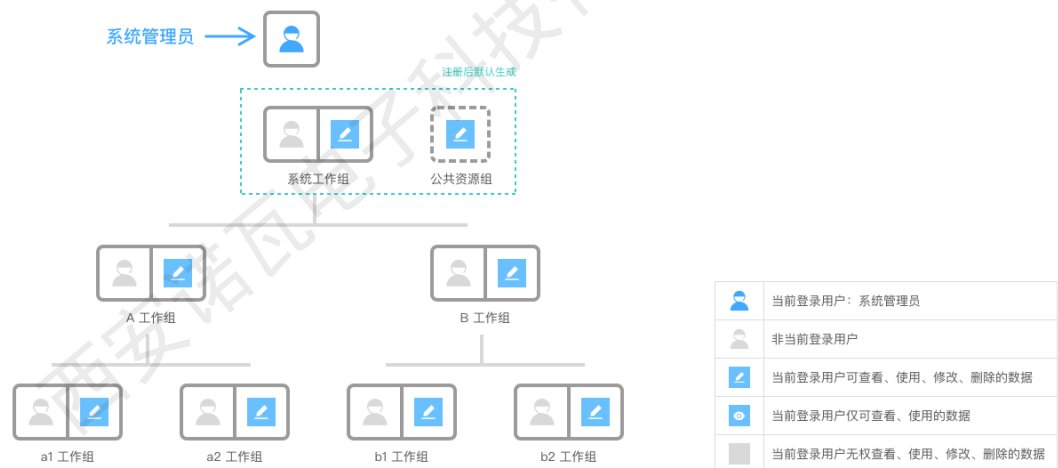 系统管理员
注册后默认生成
系统工作组
公共资源组
A 工作组
B 工作组
a1 工作组
a2 工作组
b1 工作组
b2 工作组
当前登录用户：系统管理员
非当前登录用户
当前登录用户可查看、使用、修改、删除的数据
当前登录用户仅可查看、使用的数据
当前登录用户无权查看、使用、修改、删除的数据
西安诺瓦电子科技